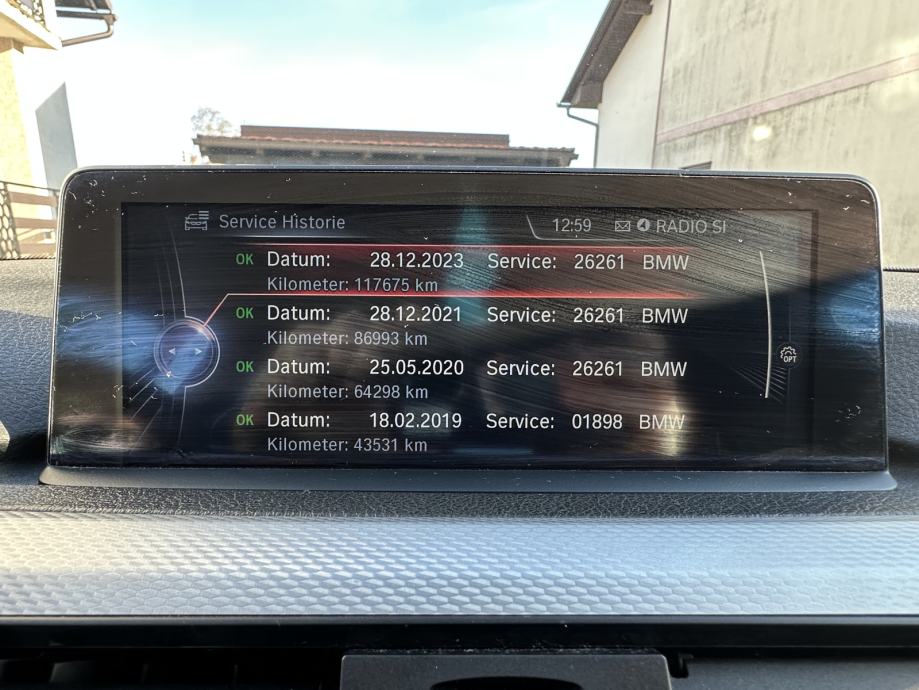 Service Historie 12:59 RADIO SI
OK Datum: 28.12.2023 Service: 26261 BMW
Kilometer: 117675 km
OK Datum: 28.12.2021 Service: 26261 BMW
Kilometer: 86993 km
OK Datum: 25.05.2020 Service: 26261 BMW
OPT
Kilometer: 64298 km
OK Datum: 18.02.2019 Service: 01898 BMW
Kilometer: 43531 km